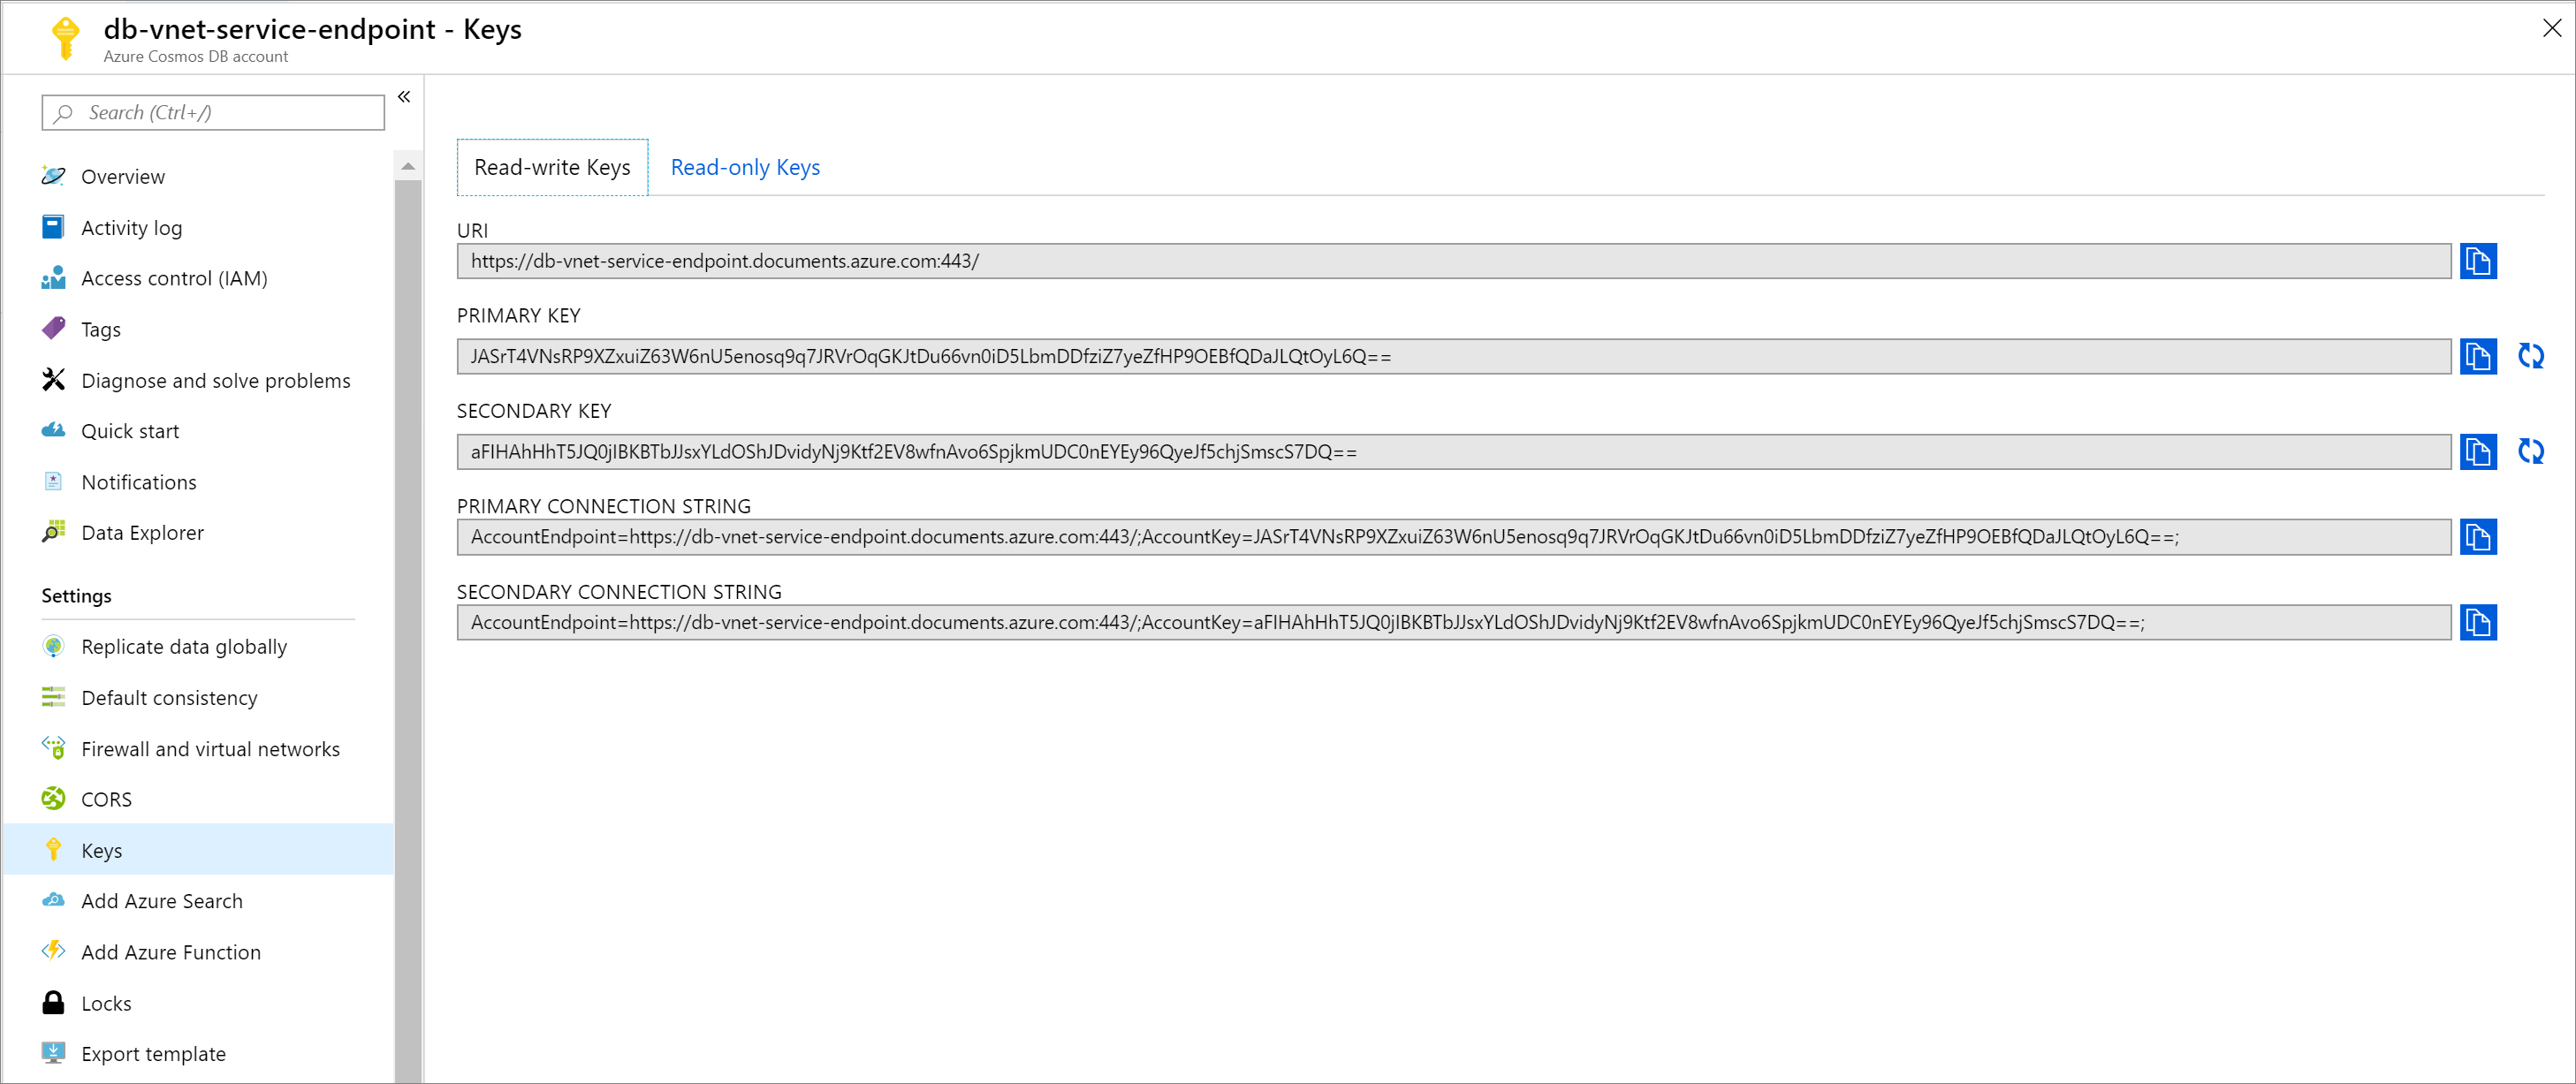 db-vnet-service-endpoint - Keys
Azure Cosmos DB account
Search (Ctrl+/)
Overview
Activity log
Access control (IAM)
Tags
Diagnose and solve problems
Quick start
Notifications
Data Explorer
Settings
Replicate data globally
Default consistency
Firewall and virtual networks
CORS
Keys
Add Azure Search
Add Azure Function
Locks
Export template
Read-write Keys Read-only Keys
URI
https://db-vnet-service-endpoint.documents.azure.com:443/
PRIMARY KEY
JASrT4VNsRP9XZxuiZ63W6nU5enosq9q7JRVrOqGKJtDu66vn0iD5LbmDDfziZ7yeZfHP9OEBfQDaJLQtOyL6Q==
SECONDARY KEY
aFIHAhHhT5JQ0jIBKBTbJJsxYLdOShJDvidyNj9Ktf2EV8wfnAvo6SpjkmUDC0nEYEy96QyeJf5chjSmscS7DQ==
PRIMARY CONNECTION STRING
AccountEndpoint=https://db-vnet-service-endpoint.documents.azure.com:443/;AccountKey=JASrT4VNsRP9XZxuiZ63W6nU5enosq9q7JRVrOqGKJtDu66vn0iD5LbmDDfziZ7yeZfHP9OEBfQDaJLQtOyL6Q==;
SECONDARY CONNECTION STRING
AccountEndpoint=https://db-vnet-service-endpoint.documents.azure.com:443/;AccountKey=aFIHAhHhT5JQ0jIBKBTbJJsxYLdOShJDvidyNj9Ktf2EV8wfnAvo6SpjkmUDC0nEYEy96QyeJf5chjSmscS7DQ==;